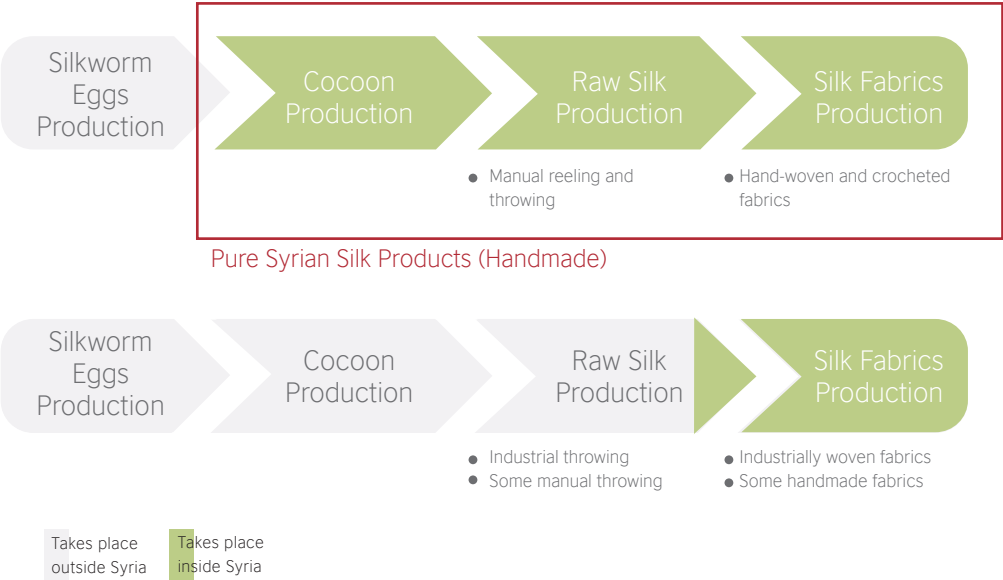 Silkworm
Eggs
Production
Cocoon
Production
Raw Silk
Production
Silk Fabrics
Production
Manual reeling and
throwing
Hand-woven and crocheted
fabrics
Pure Syrian Silk Products (Handmade)
Silkworm
Eggs
Production
Cocoon
Production
Raw Silk
Production
Silk Fabrics
Production
Industrial throwing
Some manual throwing
Industrially woven fabrics
Some handmade fabrics
Takes place
outside Syria
Takes place
inside Syria